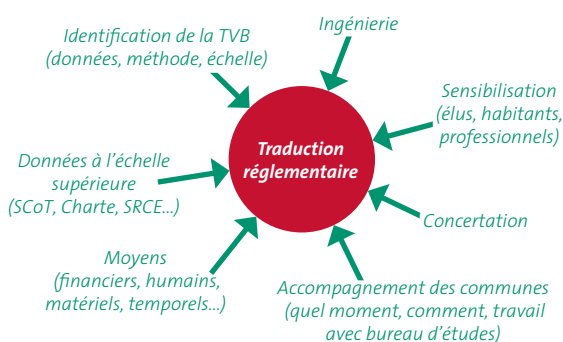 Identification de la TVB
(données, méthode, échelle)
Ingénierie
Sensibilisation
(élus, habitants,
professionnels)
Traduction
réglementaire
Données à l'échelle
supérieure
(SCoT, Charte, SRCE...)
Concertation
Moyens
(financiers, humains,
matériels, temporels...)
Accompagnement des communes
(quel moment, comment, travail
avec bureau d'études)